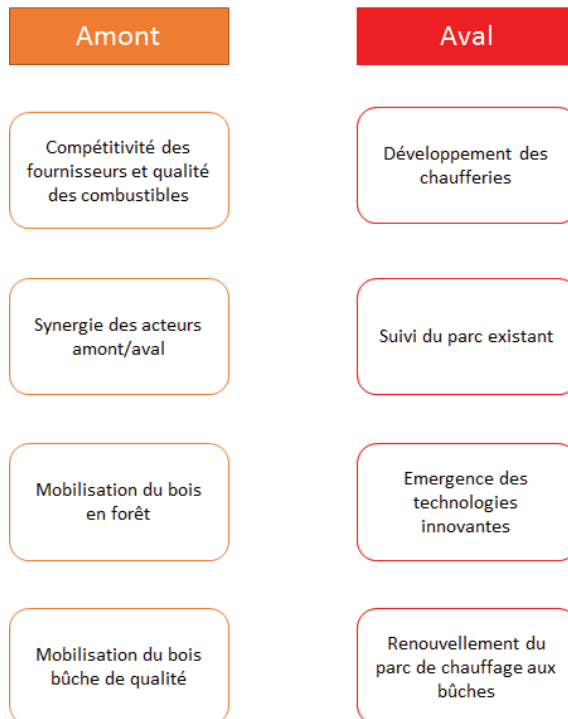 Amont
Aval
Compétitivité des
fournisseurs et qualité
des combustibles
Développement des
chaufferies
Synergie des acteurs
amont/aval
Suivi du parc existant
Mobilisation du bois
en forêt
Emergence des
technologies
innovantes
Mobilisation du bois
bûche de qualité
Renouvellement du
parc de chauffage aux
bûches